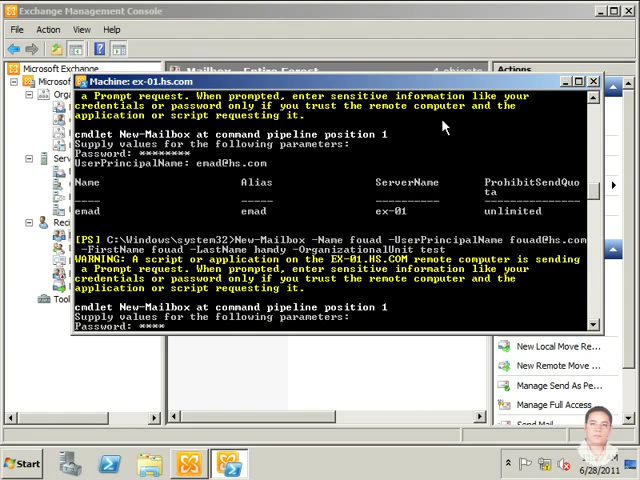 Exchange Management Console
File Action View Help
Microsoft Exchange
Mailbox - Entire Forest
4 objects
Actions
Machine: ex-01.hs.com
a Prompt request. When prompted, enter sensitive information like your
credentials or password only if you trust the remote computer and the
application or script requesting it.
cmdlet New-Mailbox at command pipeline position 1
Supply values for the following parameters:
Password: ********
UserPrincipalName: emad@hs.com
Name Alias ServerName ProhibitSendQuo
ta
---- ----- ---------- ---------------
emad emad ex-01 unlimited
[PS] C:\Windows\system32>New-Mailbox -Name fouad -UserPrincipalName fouad@hs.com
-FirstName fouad -LastName hamdy -OrganizationalUnit test
WARNING: A script or application on the EX-01.HS.COM remote computer is sending
a Prompt request. When prompted, enter sensitive information like your
credentials or password only if you trust the remote computer and the
application or script requesting it.
cmdlet New-Mailbox at command pipeline position 1
Supply values for the following parameters:
Password: ****
New Local Move Re...
New Remote Move ...
Manage Send As Pe...
Manage Full Access...
Send Mail
Start
6/28/2011